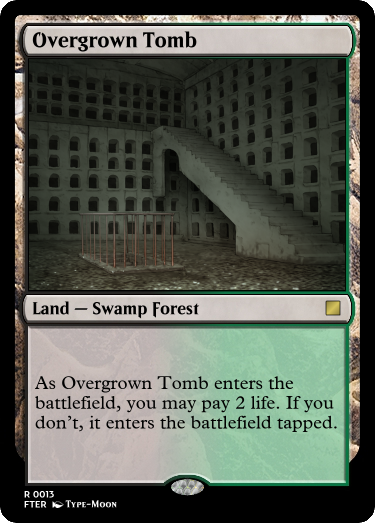 Overgrown Tomb
Land — Swamp Forest
As Overgrown Tomb enters the
battlefield, you may pay 2 life. If you
don't, it enters the battlefield tapped.
R 0013
FTER Type-Moon